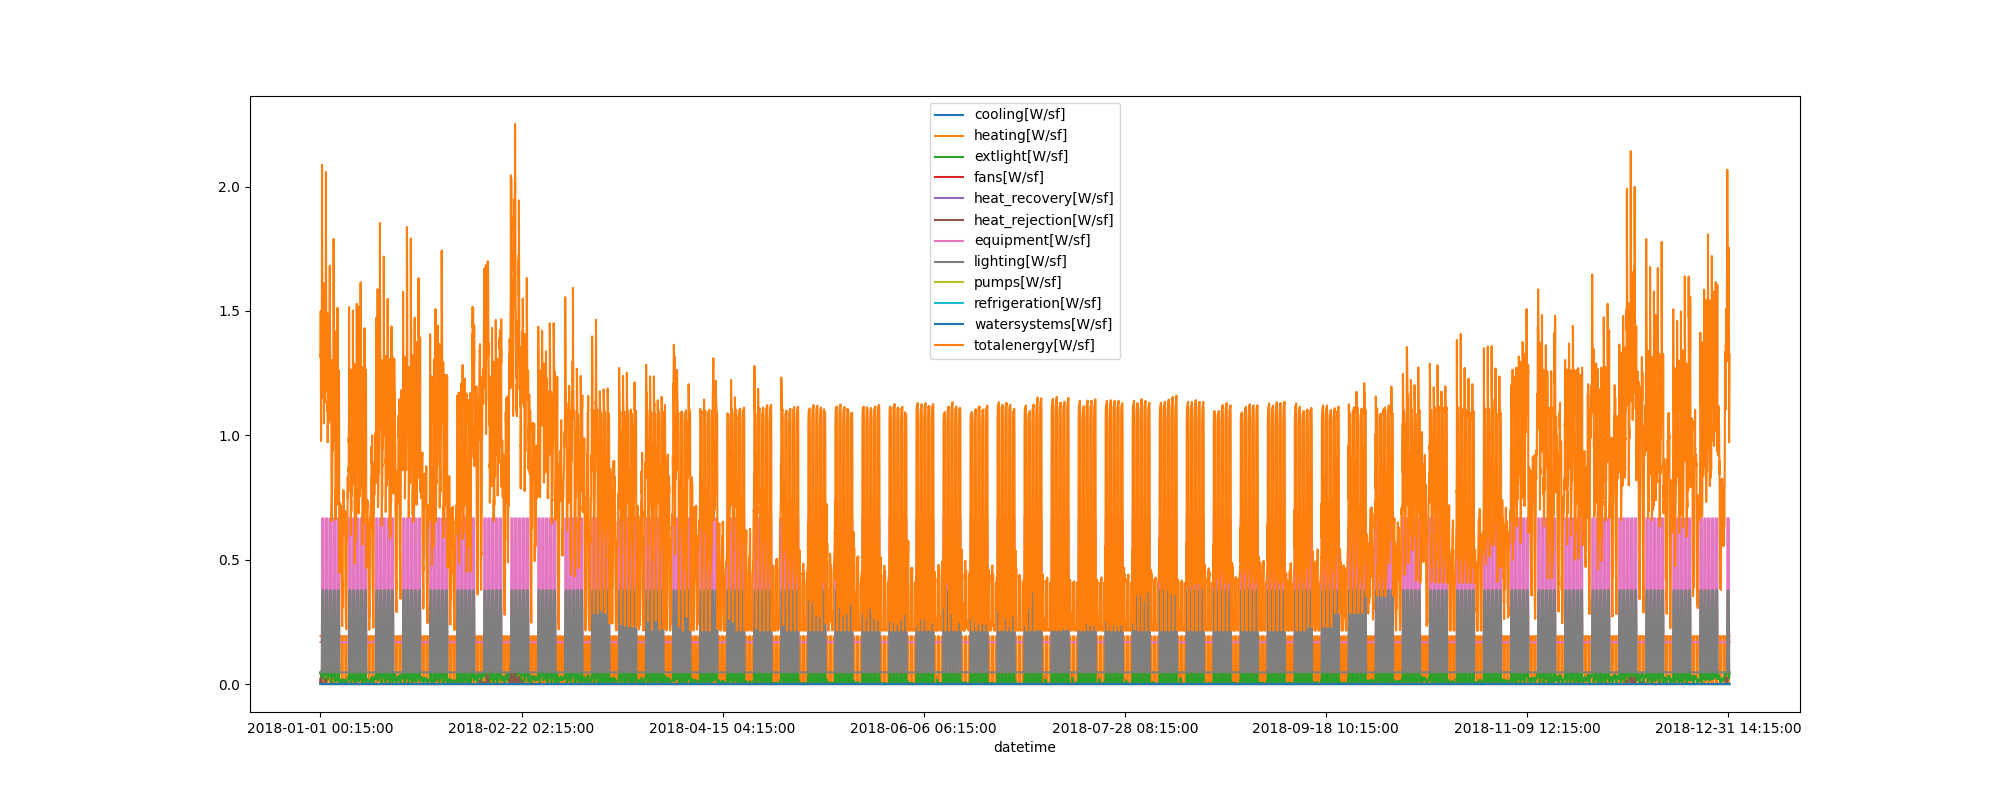 cooling[W/sf]
heating[W/sf]
extlight[W/sf]
fans[W/sf]
heat_recovery[W/sf]
heat_rejection[W/sf]
equipment[W/sf]
lighting[W/sf]
pumps[W/sf]
refrigeration[W/sf]
watersystems[W/sf]
totalenergy[W/sf]
2.0
1.5
1.0
0.5
0.0
2018-01-01 00:15:00 2018-02-22 02:15:00 2018-04-15 04:15:00 2018-06-06 06:15:00 2018-07-28 08:15:00 2018-09-18 10:15:00 2018-11-09 12:15:00 2018-12-31 14:15:00
datetime